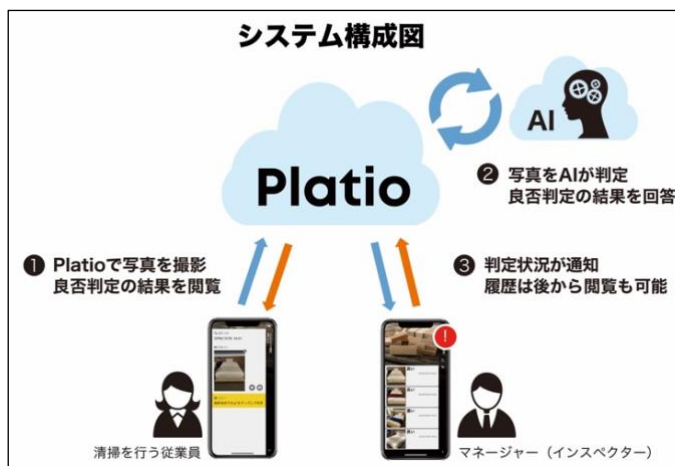 システム構成図
AI
Platio
❷ 写真をAIが判定
良否判定の結果を回答
❶ Platioで写真を撮影
良否判定の結果を閲覧
❸ 判定状況が通知
履歴は後から閲覧も可能
!
清掃を行う従業員
マネージャー（インスペクター）